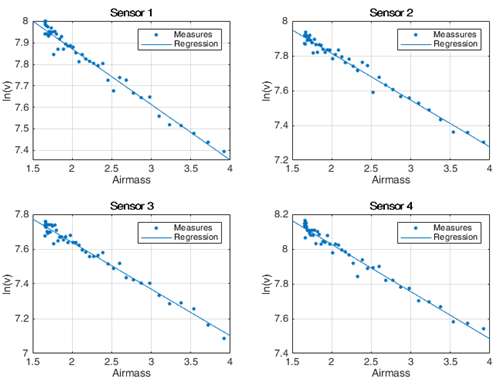 Sensor 1
ln(v)
8
7.9
7.8
7.7
7.6
7.5
7.4
1.5 2 2.5 3 3.5 4
Airmass
Meassures
Regression
Sensor 2
ln(v)
8
7.8
7.6
7.4
7.2
1.5 2 2.5 3 3.5 4
Airmass
Meassures
Regression
Sensor 3
ln(v)
7.8
7.6
7.4
7.2
7
1.5 2 2.5 3 3.5 4
Airmass
Measures
Regression
Sensor 4
ln(v)
8.2
8
7.8
7.6
7.4
1.5 2 2.5 3 3.5 4
Airmass
Measures
Regression